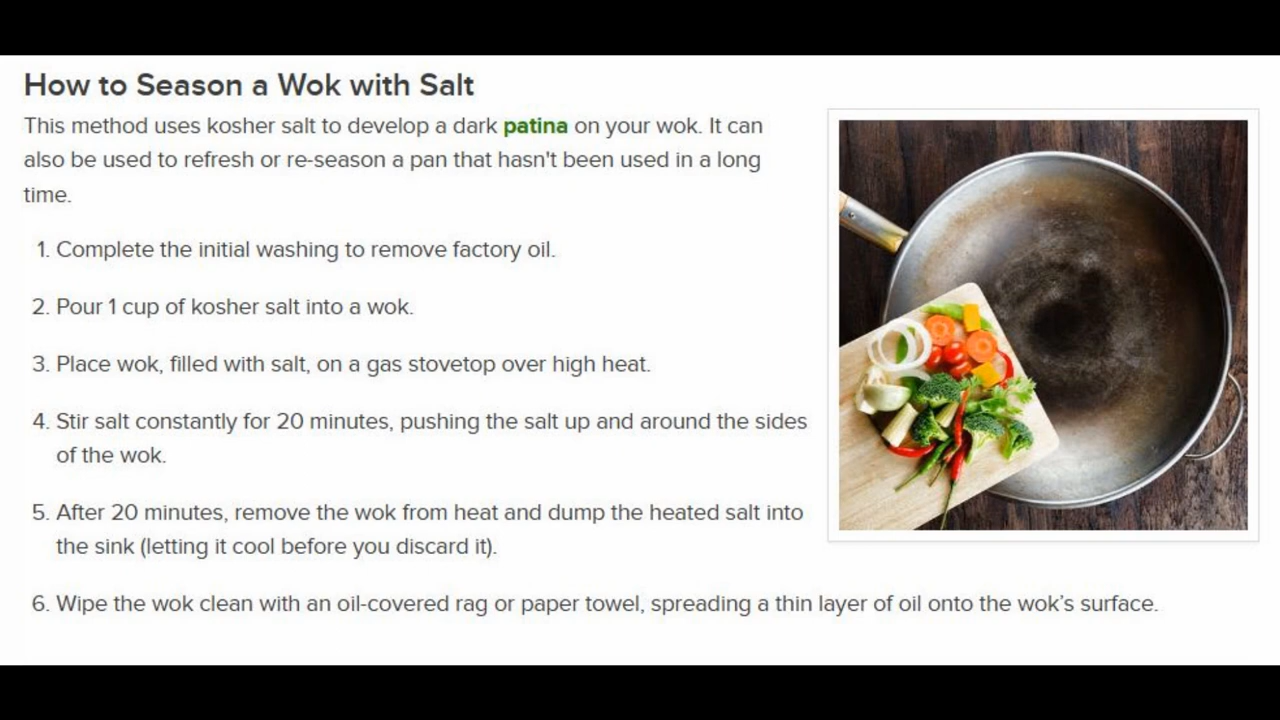 How to Season a Wok with Salt
This method uses kosher salt to develop a dark patina on your wok. It can
also be used to refresh or re-season a pan that hasn't been used in a long
time.
1. Complete the initial washing to remove factory oil.
2. Pour 1 cup of kosher salt into a wok.
3. Place wok, filled with salt, on a gas stovetop over high heat.
4. Stir salt constantly for 20 minutes, pushing the salt up and around the sides
of the wok.
5. After 20 minutes, remove the wok from heat and dump the heated salt into
the sink (letting it cool before you discard it).
6. Wipe the wok clean with an oil-covered rag or paper towel, spreading a thin layer of oil onto the wok’s surface.